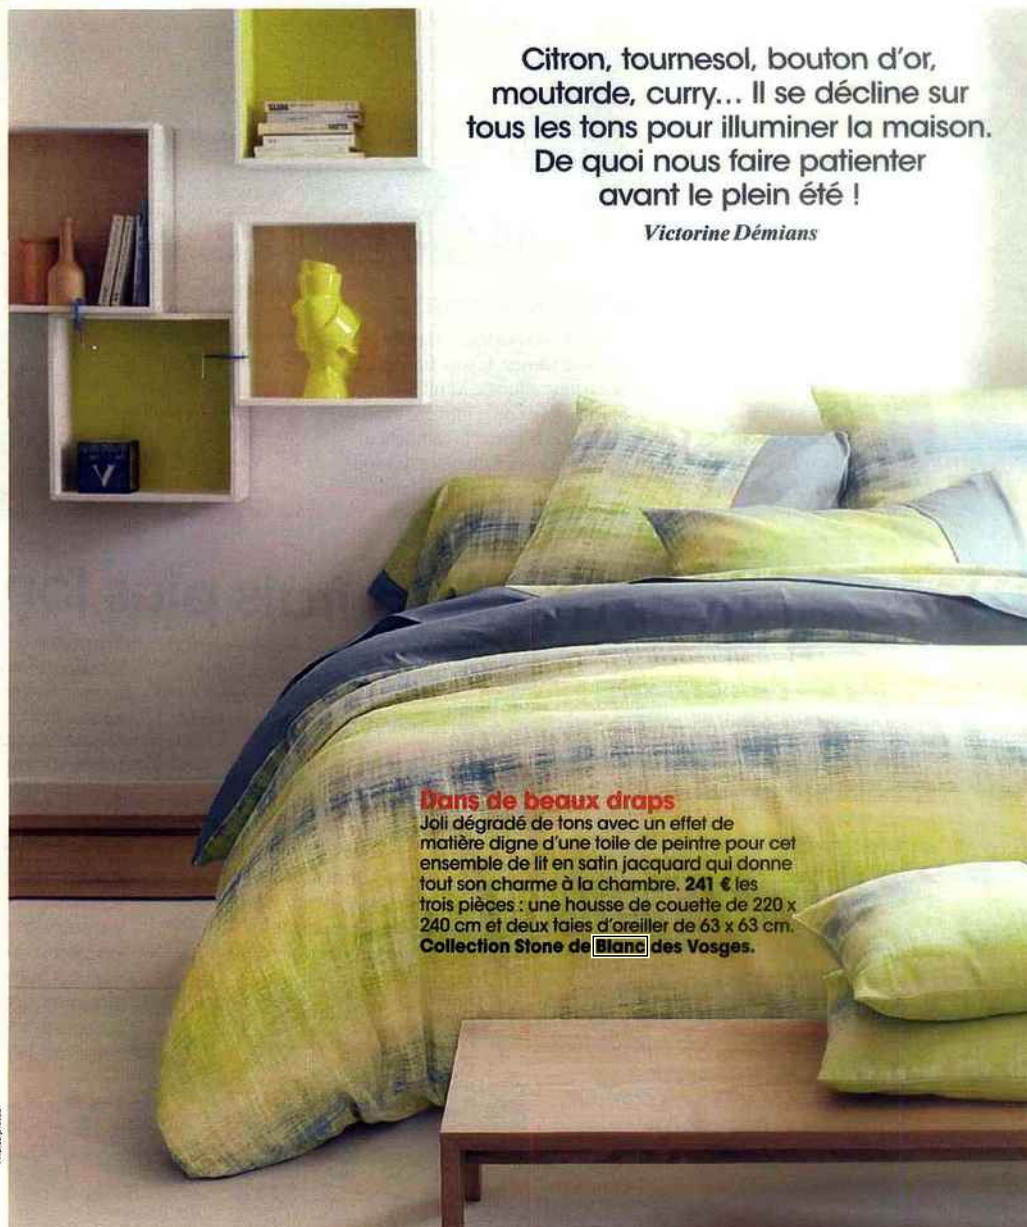 Citron, tournesol, bouton d'or,
moutarde, curry... Il se décline sur
tous les tons pour illuminer la maison.
De quoi nous faire patienter
avant le plein été !
Victorine Démians
V
Dans de beaux draps
Joli dégradé de tons avec un effet de
matière digne d'une toile de peintre pour cet
ensemble de lit en satin jacquard qui donne
tout son charme à la chambre. 241 € les
trois pièces : une housse de couette de 220 x
240 cm et deux taies d'oreiller de 63 x 63 cm.
Collection Stone de Blanc des Vosges.